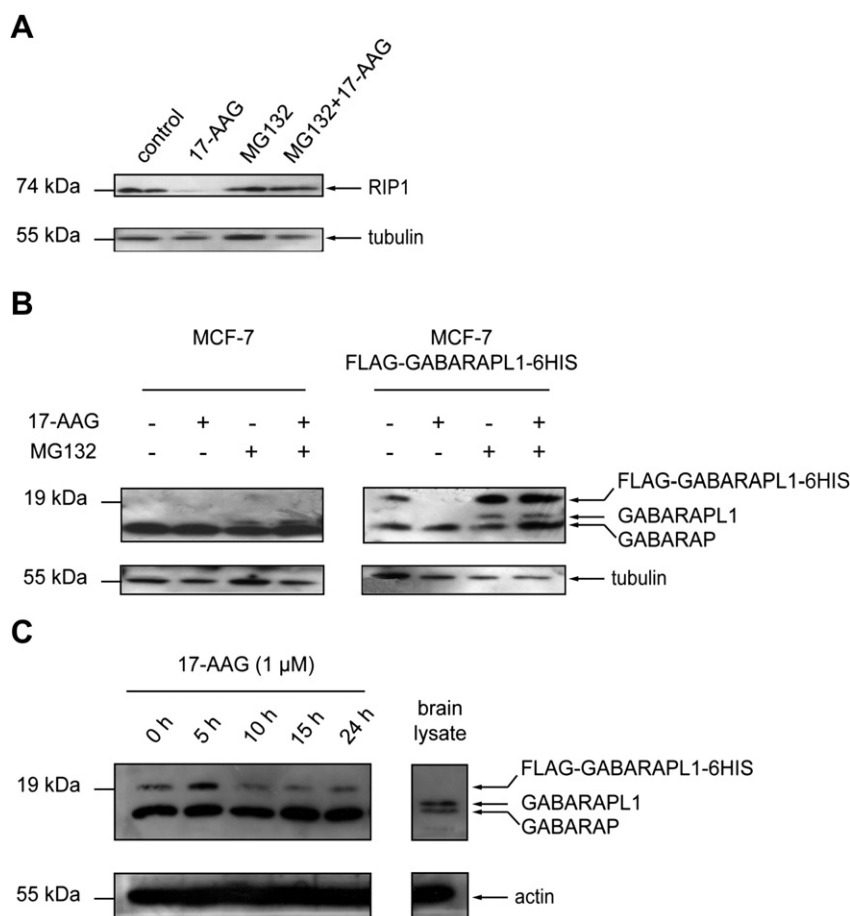 A
control 17-AAG MG132 MG132+17-AAG
74 kDa RIP1
55 kDa tubulin
B
MCF-7 MCF-7
FLAG-GABARAPL1-6HIS
17-AAG - + - + - + - +
MG132 - - + + - - + +
19 kDa FLAG-GABARAPL1-6HIS
GABARAPL1
GABARAP
55 kDa tubulin
C
17-AAG (1 µM)
0 h 5 h 10 h 15 h 24 h brain
lysate
19 kDa FLAG-GABARAPL1-6HIS
GABARAPL1
GABARAP
55 kDa actin